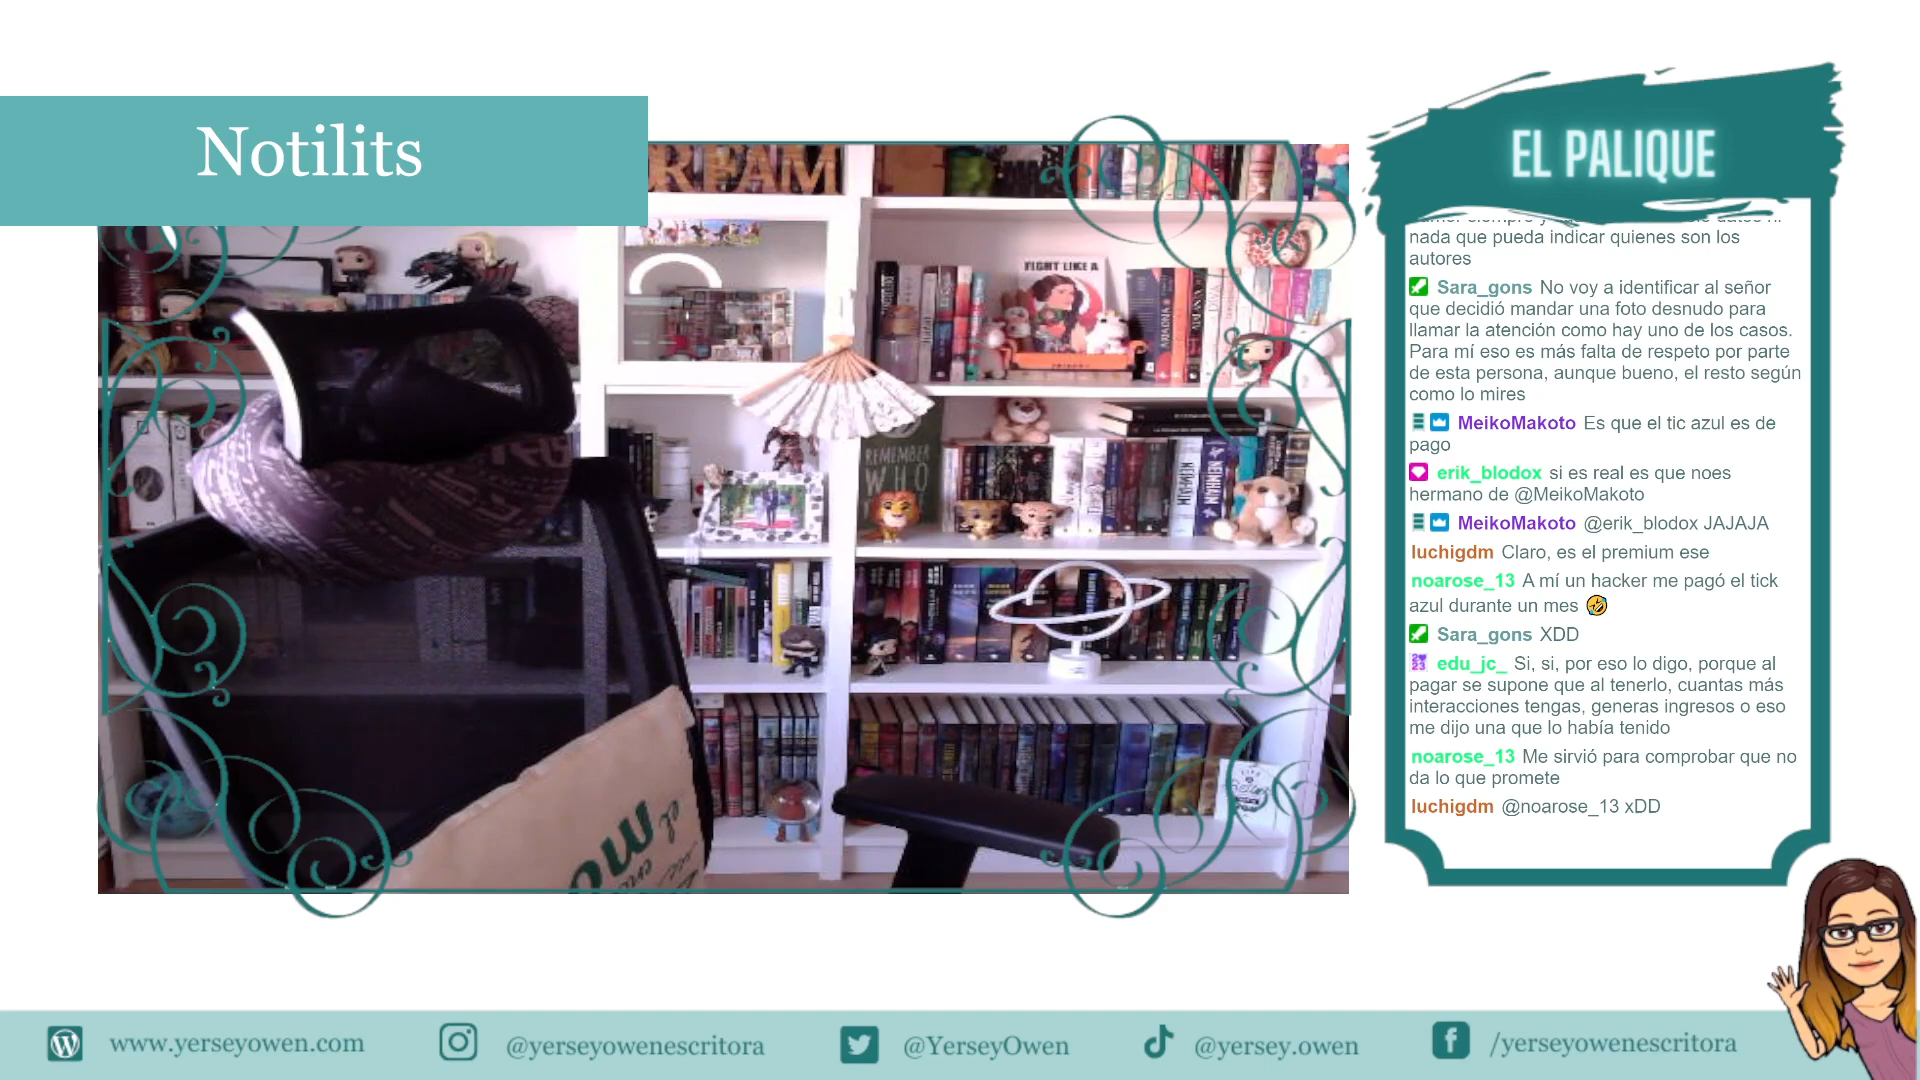 Notilits
EL PALIQUE
FIGHT LIKE A
REMEMBER
WHO
nada que pueda indicar quienes son los
autores
Sara_gons No voy a identificar al señor
que decidió mandar una foto desnudo para
llamar la atención como hay uno de los casos.
Para mí eso es más falta de respeto por parte
de esta persona, aunque bueno, el resto según
como lo mires
MeikoMakoto Es que el tic azul es de
pago
erik_blodox si es real es que noes
hermano de @MeikoMakoto
MeikoMakoto @erik_blodox JAJAJA
luchigdm Claro, es el premium ese
noarose_13 A mí un hacker me pagó el tick
azul durante un mes 🤣
Sara_gons XDD
edu_jc_ Si, si, por eso lo digo, porque al
pagar se supone que al tenerlo, cuantas más
interacciones tengas, generas ingresos o eso
me dijo una que lo había tenido
noarose_13 Me sirvió para comprobar que no
da lo que promete
luchigdm @noarose_13 xDD
www.yerseyowen.com
@yerseyowenescritora
@YerseyOwen
@yersey.owen
/yerseyowenescritora